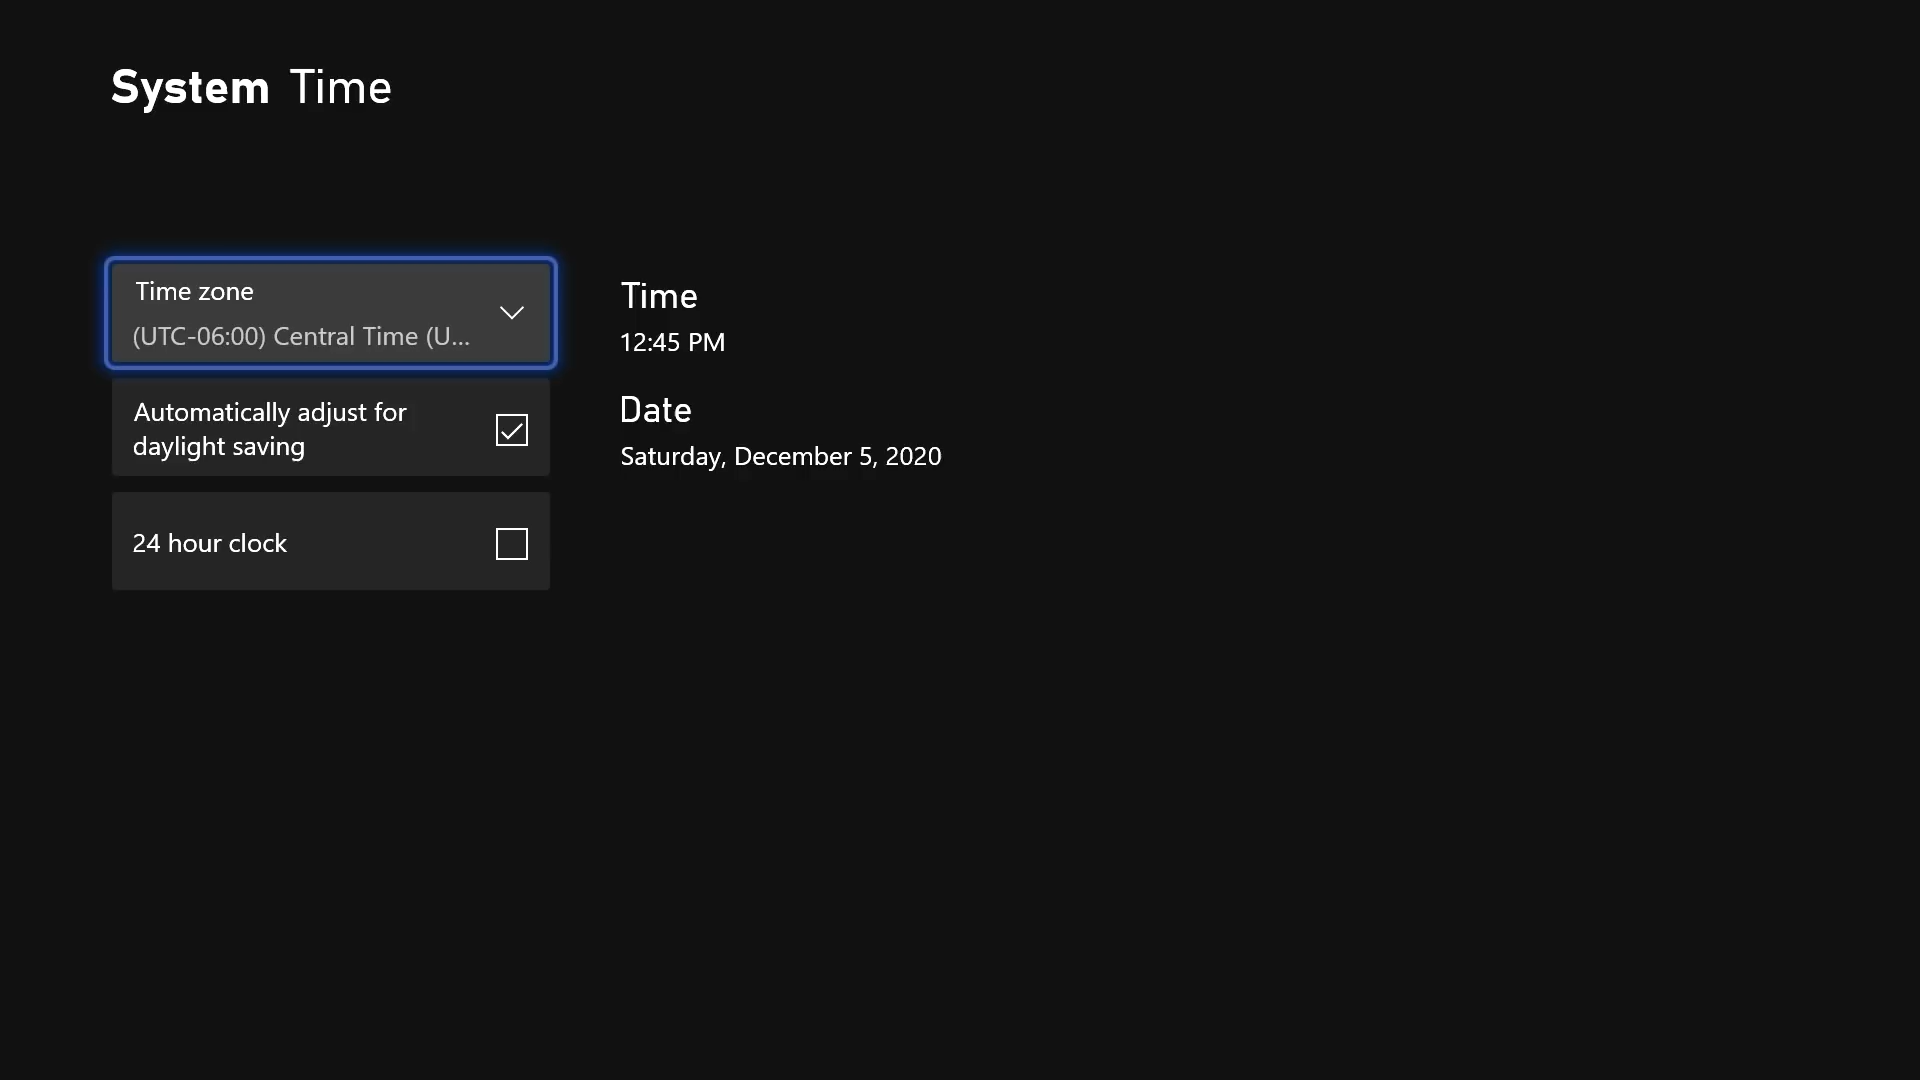 System Time
Time zone
(UTC-06:00) Central Time (U...
Automatically adjust for
daylight saving
24 hour clock
Time
12:45 PM
Date
Saturday, December 5, 2020